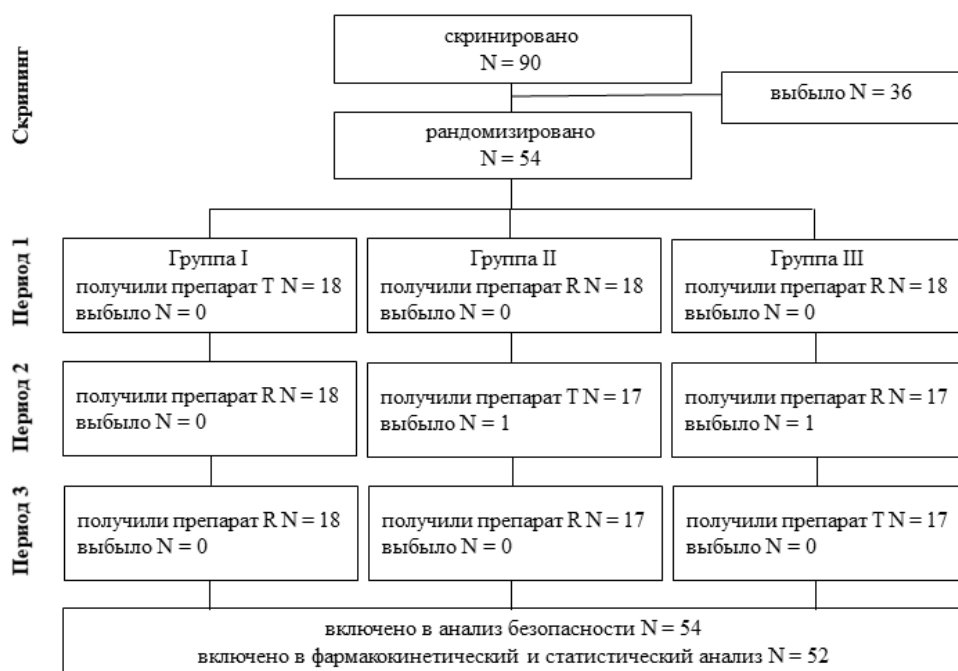 Скрининг
скринировано
N = 90
выбыло N = 36
рандомизировано
N = 54
Период 1
Группа I
получили препарат T N = 18
выбыло N = 0
Группа II
получили препарат R N = 18
выбыло N = 0
Группа III
получили препарат R N = 18
выбыло N = 0
Период 2
получили препарат R N = 18
выбыло N = 0
получили препарат T N = 17
выбыло N = 1
получили препарат R N = 17
выбыло N = 1
Период 3
получили препарат R N = 18
выбыло N = 0
получили препарат R N = 17
выбыло N = 0
получили препарат T N = 17
выбыло N = 0
включено в анализ безопасности N = 54
включено в фармакокинетический и статистический анализ N = 52